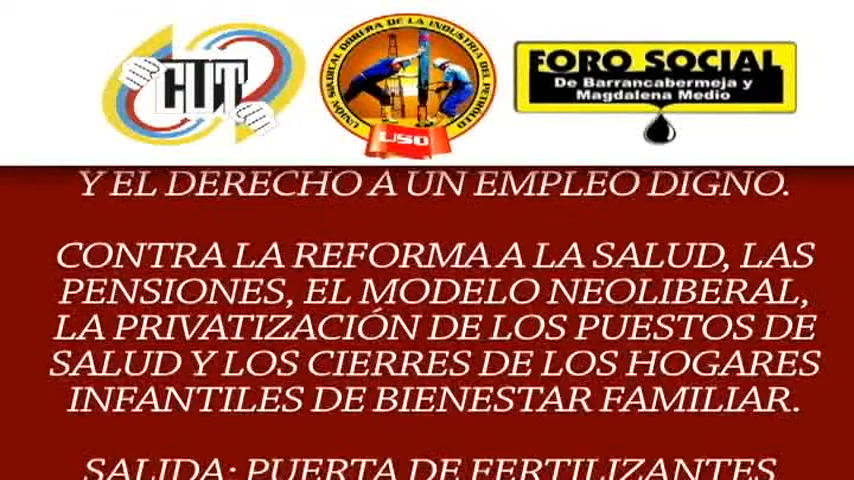 CUT
UNIÓN SINDICAL OBRERA DE LA INDUSTRIA DEL PETRÓLEO
USO
FORO SOCIAL
De Barrancabermeja y
Magdalena Medio
Y EL DERECHO A UN EMPLEO DIGNO.
CONTRA LA REFORMA A LA SALUD, LAS
PENSIONES, EL MODELO NEOLIBERAL,
LA PRIVATIZACIÓN DE LOS PUESTOS DE
SALUD Y LOS CIERRES DE LOS HOGARES
INFANTILES DE BIENESTAR FAMILIAR.
SALIDA: PUERTA DE FERTILIZANTES